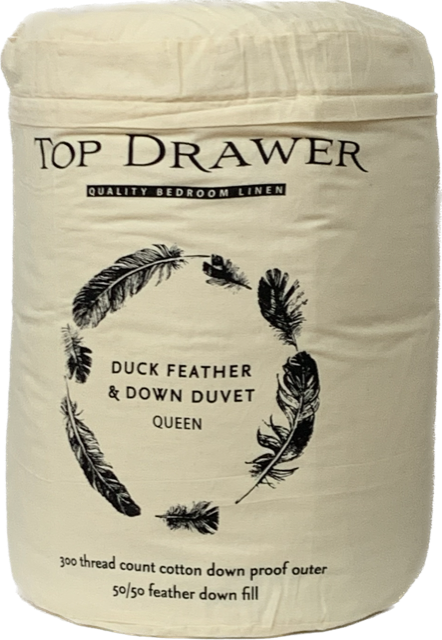 TOP DRAWER
QUALITY BEDROOM LINEN
DUCK FEATHER
& DOWN DUVET
QUEEN
300 thread count cotton down proof outer
50/50 feather down fill